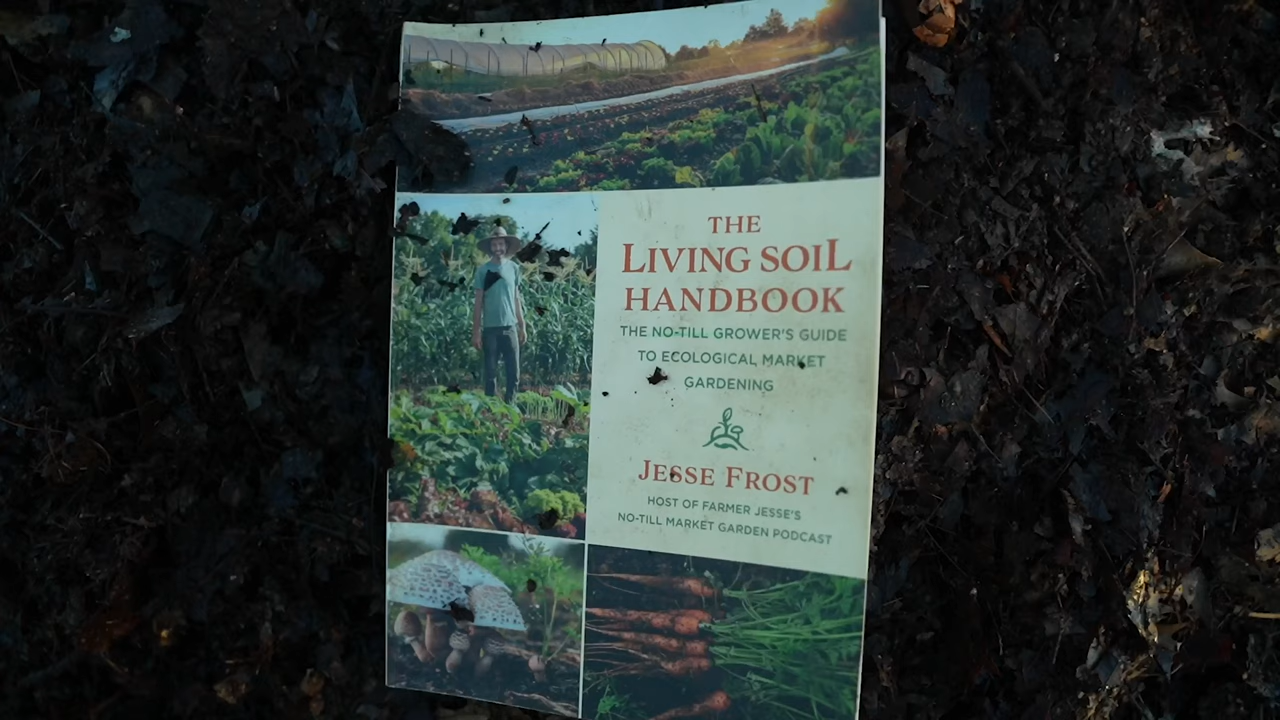 THE
LIVING SOIL
HANDBOOK
THE NO-TILL GROWER'S GUIDE
TO ECOLOGICAL MARKET
GARDENING
JESSE FROST
HOST OF FARMER JESSE'S
NO-TILL MARKET GARDEN PODCAST